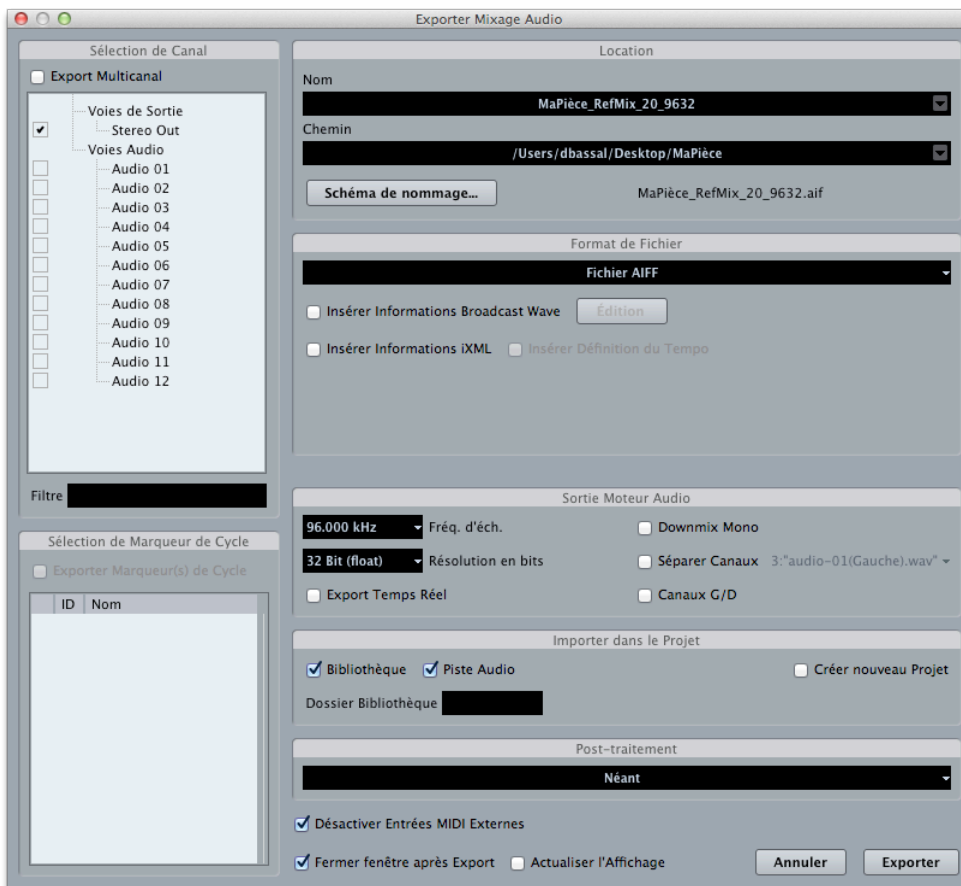 Exporter Mixage Audio
Sélection de Canal
Export Multicanal
Voies de Sortie
Stereo Out
Voies Audio
Audio 01
Audio 02
Audio 03
Audio 04
Audio 05
Audio 06
Audio 07
Audio 08
Audio 09
Audio 10
Audio 11
Audio 12
Filtre
Sélection de Marqueur de Cycle
Exporter Marqueur(s) de Cycle
ID Nom
Location
Nom
MaPièce_RefMix_20_9632
Chemin
/Users/dbassal/Desktop/MaPièce
Schéma de nommage... MaPièce_RefMix_20_9632.aif
Format de Fichier
Fichier AIFF
Insérer Informations Broadcast Wave Édition
Insérer Informations iXML Insérer Définition du Tempo
Sortie Moteur Audio
96.000 kHz Fréq. d'éch. Downmix Mono
32 Bit (float) Résolution en bits Séparer Canaux 3:"audio-01(Gauche).wav"
Export Temps Réel Canaux G/D
Importer dans le Projet
Bibliothèque Piste Audio Créer nouveau Projet
Dossier Bibliothèque
Post-traitement
Néant
Désactiver Entrées MIDI Externes
Fermer fenêtre après Export Actualiser l'Affichage Annuler Exporter